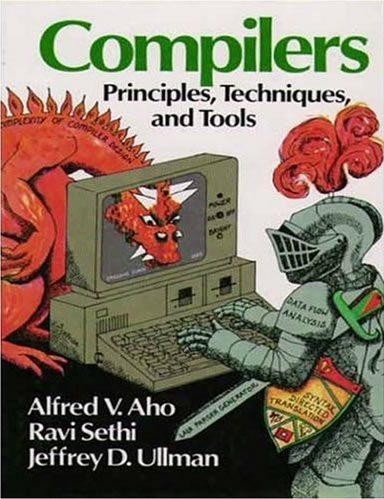 Compilers
Principles, Techniques,
and Tools
COMPLEXITY OF COMPILER DESIGN
POWER
ON OFF
BRIGHT
DATA FLOW
ANALYSIS
SYNTAX
DIRECTED
TRANSLATION
LALR PARSER GENERATOR
Alfred V. Aho
Ravi Sethi
Jeffrey D. Ullman